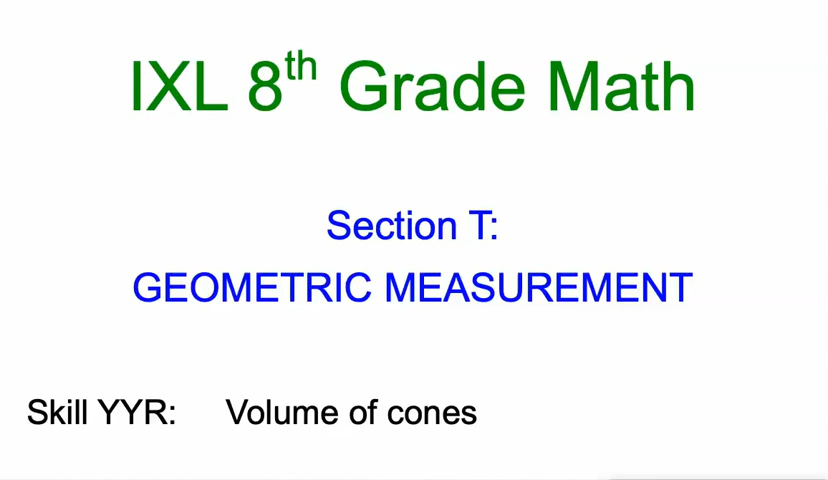 IXL 8th Grade Math
Section T:
GEOMETRIC MEASUREMENT
Skill YYR: Volume of cones